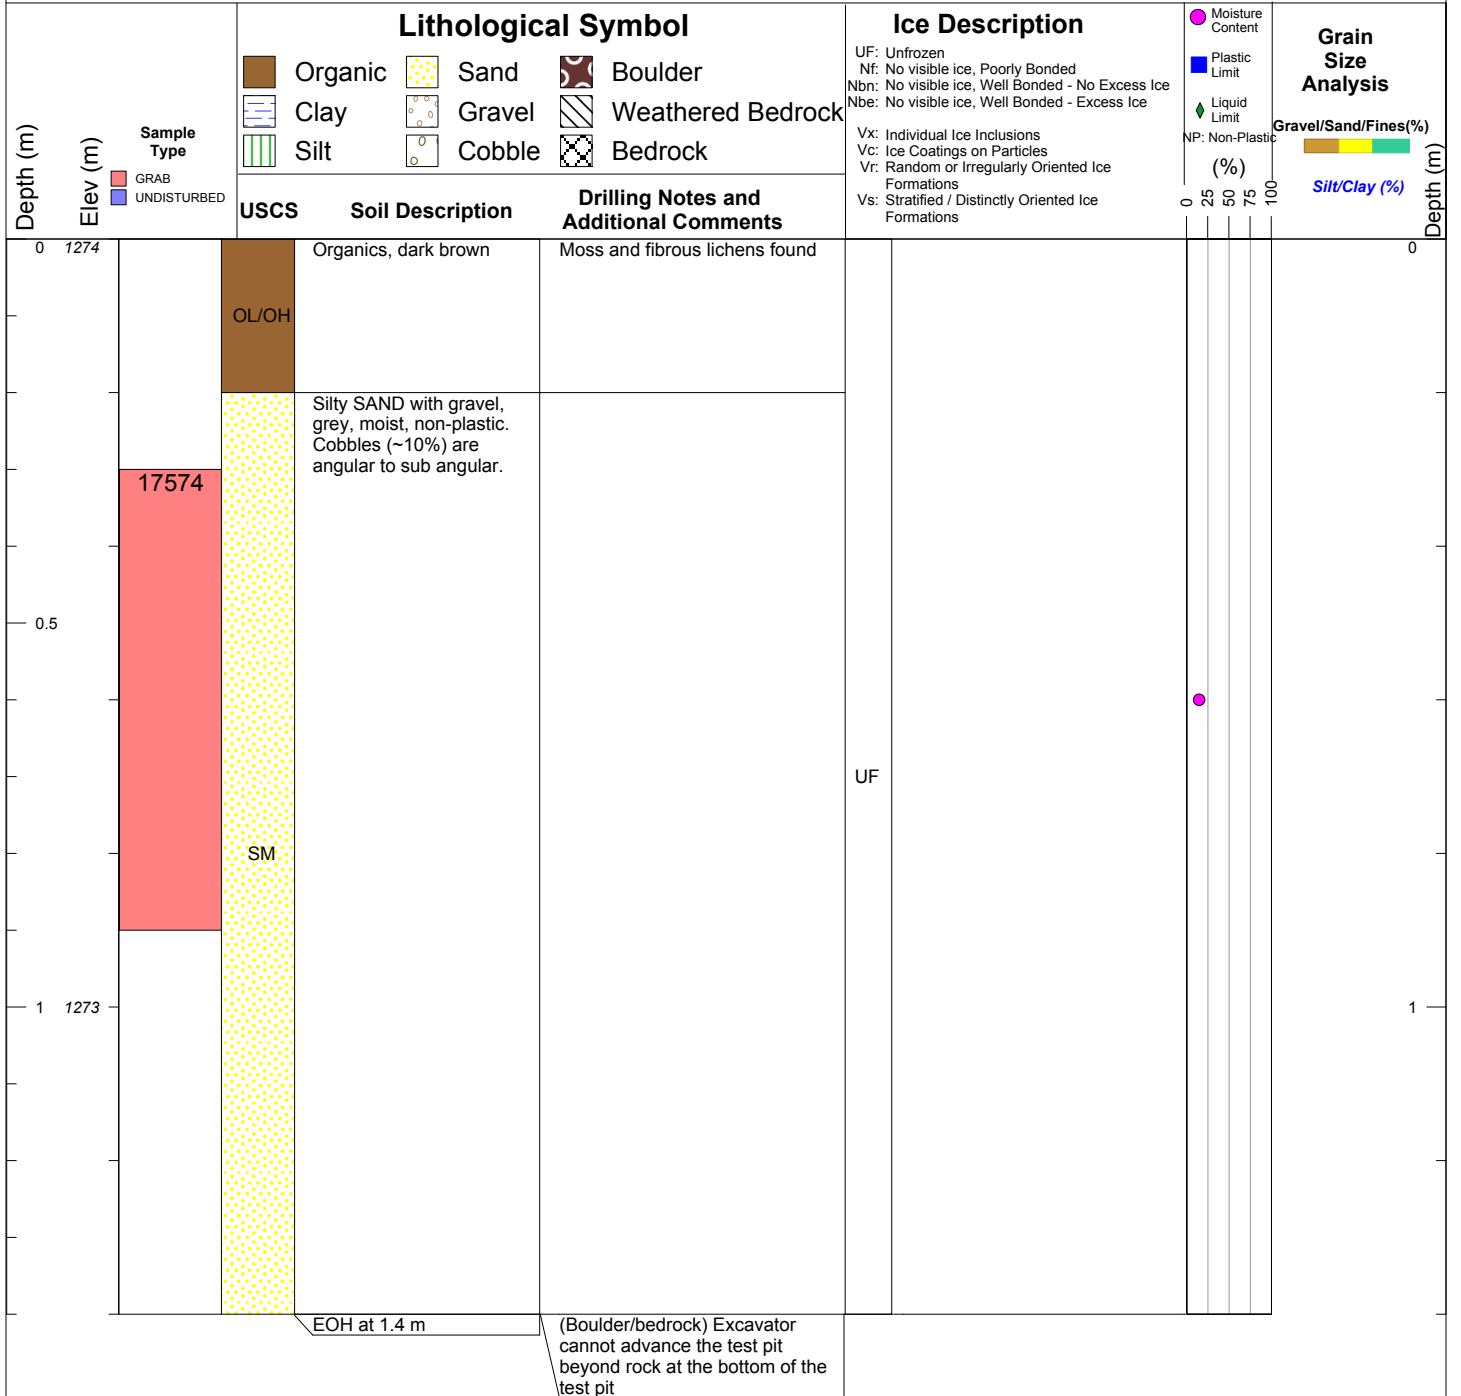 Lithological Symbol
Organic
Sand
Boulder
Clay
Gravel
Weathered Bedrock
Silt
Cobble
Bedrock
Ice Description
UF: Unfrozen
Nf: No visible ice, Poorly Bonded
Nbn: No visible ice, Well Bonded - No Excess Ice
Nbe: No visible ice, Well Bonded - Excess Ice
Vx: Individual Ice Inclusions
Vc: Ice Coatings on Particles
Vr: Random or Irregularly Oriented Ice
Formations
Vs: Stratified / Distinctly Oriented Ice
Formations
Moisture
Content
Plastic
Limit
Liquid
Limit
NP: Non-Plastic
(%)
0 25 50 75 100
Grain
Size
Analysis
Gravel/Sand/Fines(%)
Silt/Clay (%)
Depth (m)
Depth (m)
Elev (m)
Sample
Type
GRAB
UNDISTURBED
USCS
Soil Description
Drilling Notes and
Additional Comments
0 1274
Organics, dark brown
Moss and fibrous lichens found
0
OL/OH
Silty SAND with gravel,
grey, moist, non-plastic.
Cobbles (~10%) are
angular to sub angular.
17574
0.5
UF
SM
1 1273
1
EOH at 1.4 m
(Boulder/bedrock) Excavator
cannot advance the test pit
beyond rock at the bottom of the
test pit